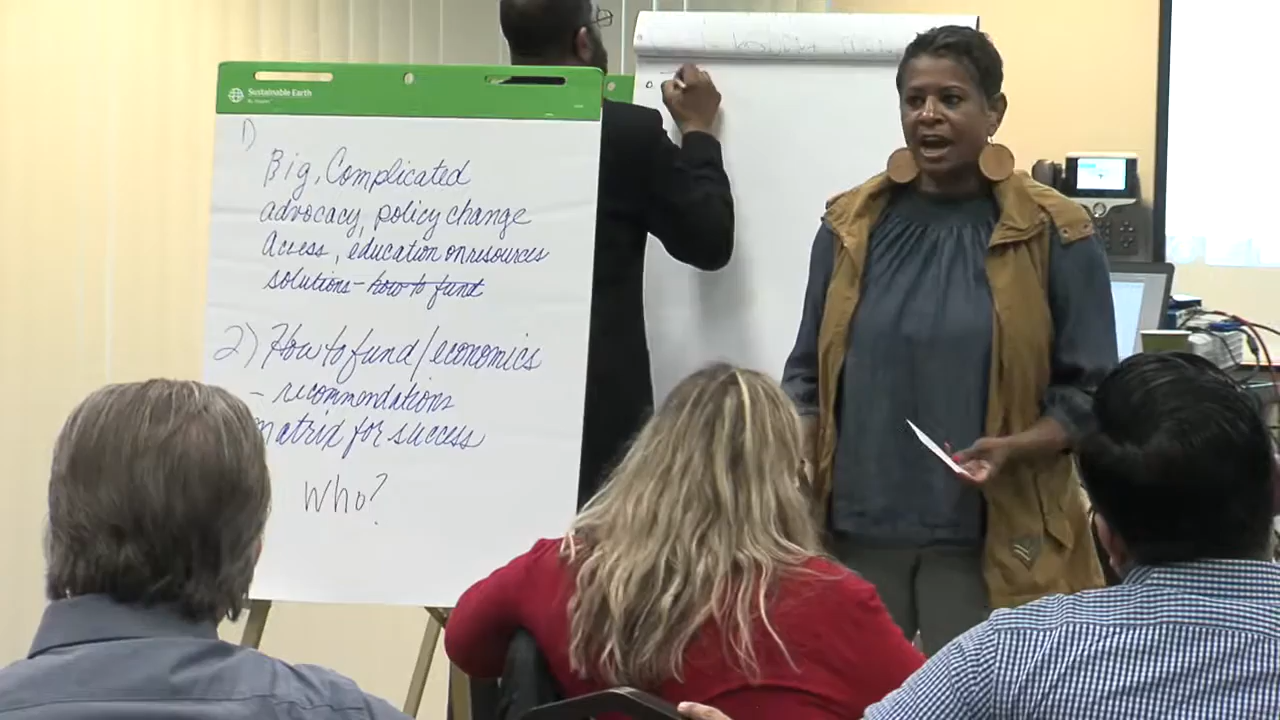 Sustainable Earth
1)
Big, Complicated
advocacy, policy change
Access, education on resources
solutions - how to fund
2) How to fund/economics
- recommendations
matrix for success
Who?